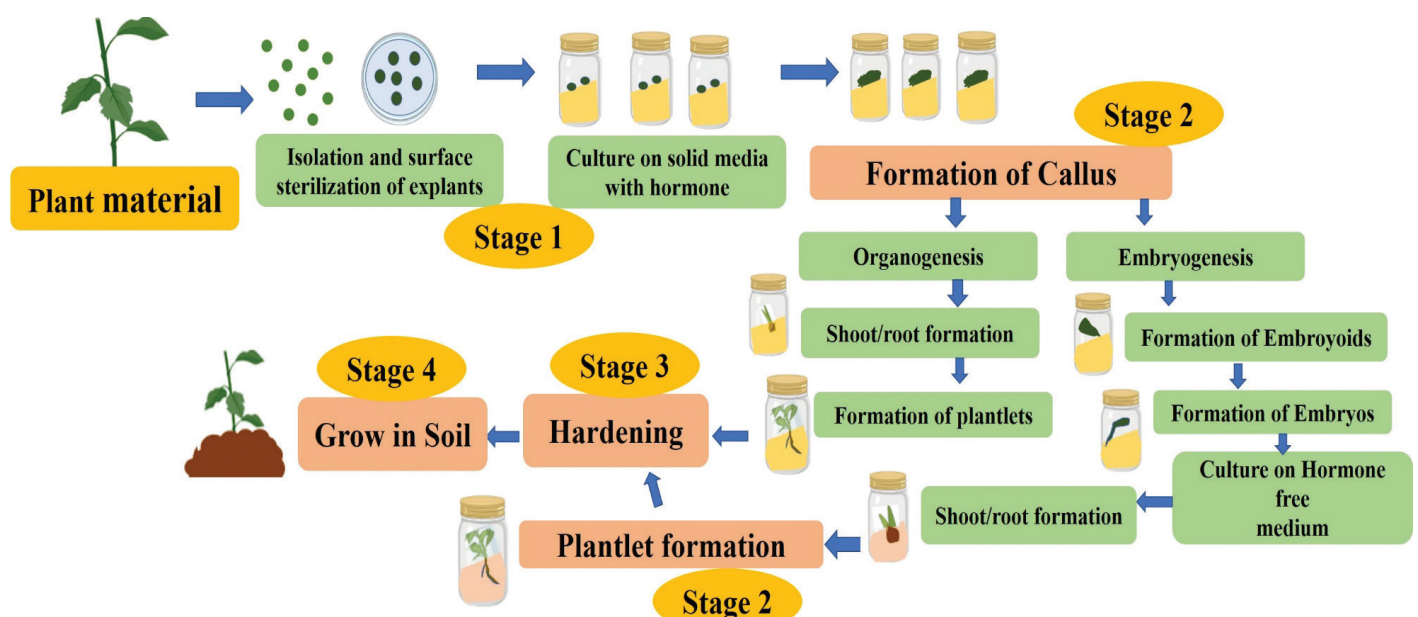 Plant material
Isolation and surface
sterilization of explants
Stage 1
Culture on solid media
with hormone
Stage 2
Formation of Callus
Organogenesis
Shoot/root formation
Formation of plantlets
Embryogenesis
Formation of Embroyoids
Formation of Embryos
Culture on Hormone
free
medium
Shoot/root formation
Plantlet formation
Stage 2
Stage 3
Hardening
Stage 4
Grow in Soil